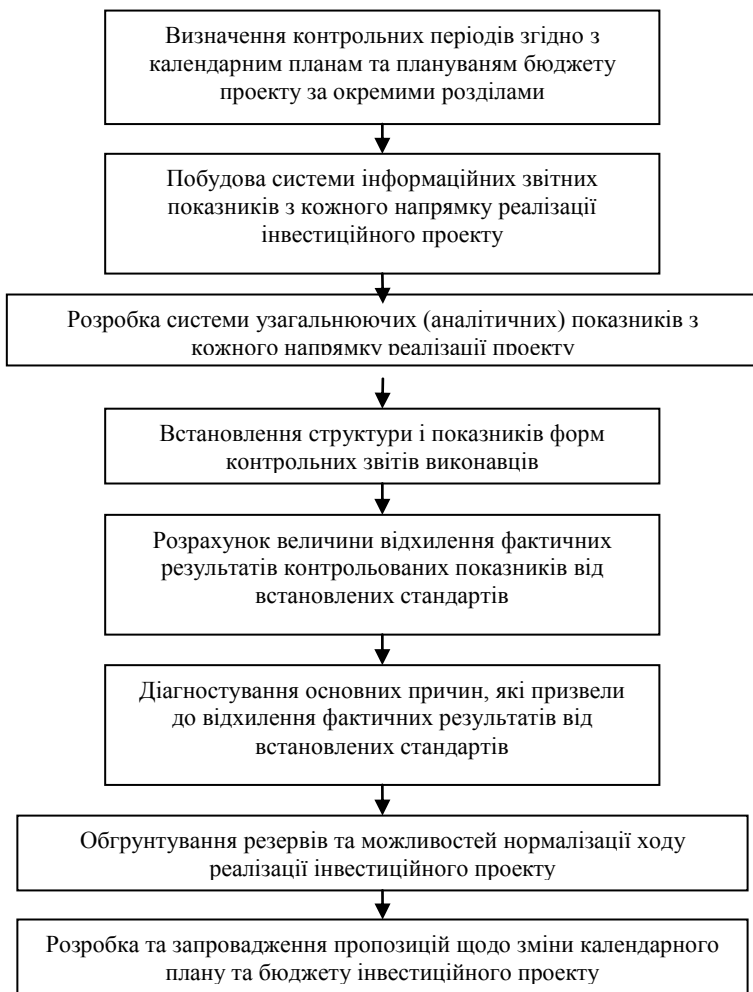 Визначення контрольних періодів згідно з
календарним планам та плануваням бюджету
проекту за окремими розділами
Побудова системи інформаційних звітних
показників з кожного напрямку реалізації
інвестиційного проекту
Розробка системи узагальнюючих (аналітичних) показників з
кожного напрямку реалізації проекту
Встановлення структури і показників форм
контрольних звітів виконавців
Розрахунок величини відхилення фактичних
результатів контрольованих показників від
встановлених стандартів
Діагностування основних причин, які призвели
до відхилення фактичних результатів від
встановлених стандартів
Обгрунтування резервів та можливостей нормалізації ходу
реалізації інвестиційного проекту
Розробка та запровадження пропозицій щодо зміни календарного
плану та бюджету інвестиційного проекту